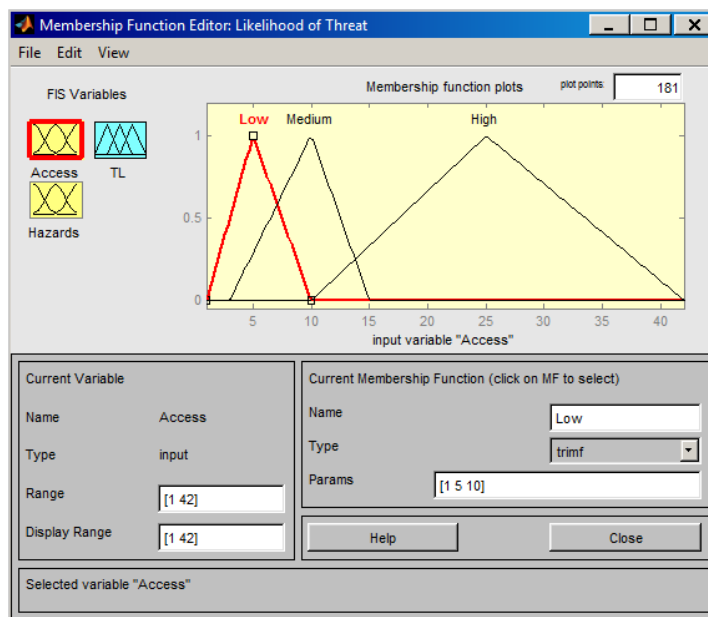 Membership Function Editor: Likelihood of Threat
File Edit View
FIS Variables
Membership function plots
plot points:
181
Access
TL
Hazards
Low
Medium
High
1
0.5
0
5 10 15 20 25 30 35 40
input variable "Access"
Current Variable
Name Access
Type input
Range [1 42]
Display Range [1 42]
Current Membership Function (click on MF to select)
Name Low
Type trimf
Params [1 5 10]
Help
Close
Selected variable "Access"